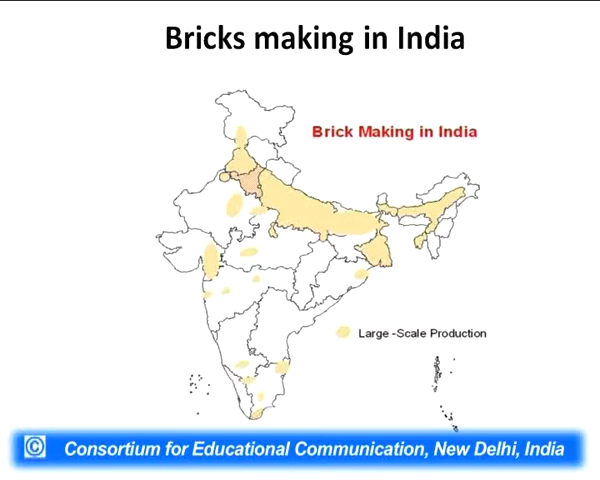 Bricks making in India
Brick Making in India
Large -Scale Production
© Consortium for Educational Communication, New Delhi, India